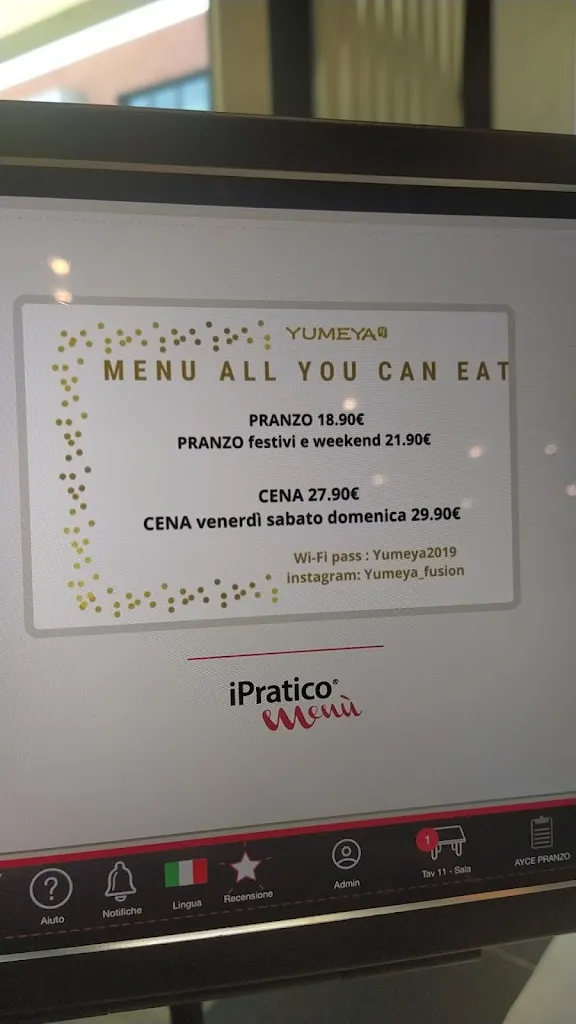 YUMEYA
MENU ALL YOU CAN EAT
PRANZO 18.90€
PRANZO festivi e weekend 21.90€
CENA 27.90€
CENA venerdì sabato domenica 29.90€
Wi-Fi pass : Yumeya2019
instagram: Yumeya_fusion
iPratico®
Menù
1
Aiuto
Notifiche
Lingua
Recensione
Admin
Tav 11 - Sala
AYCE PRANZO